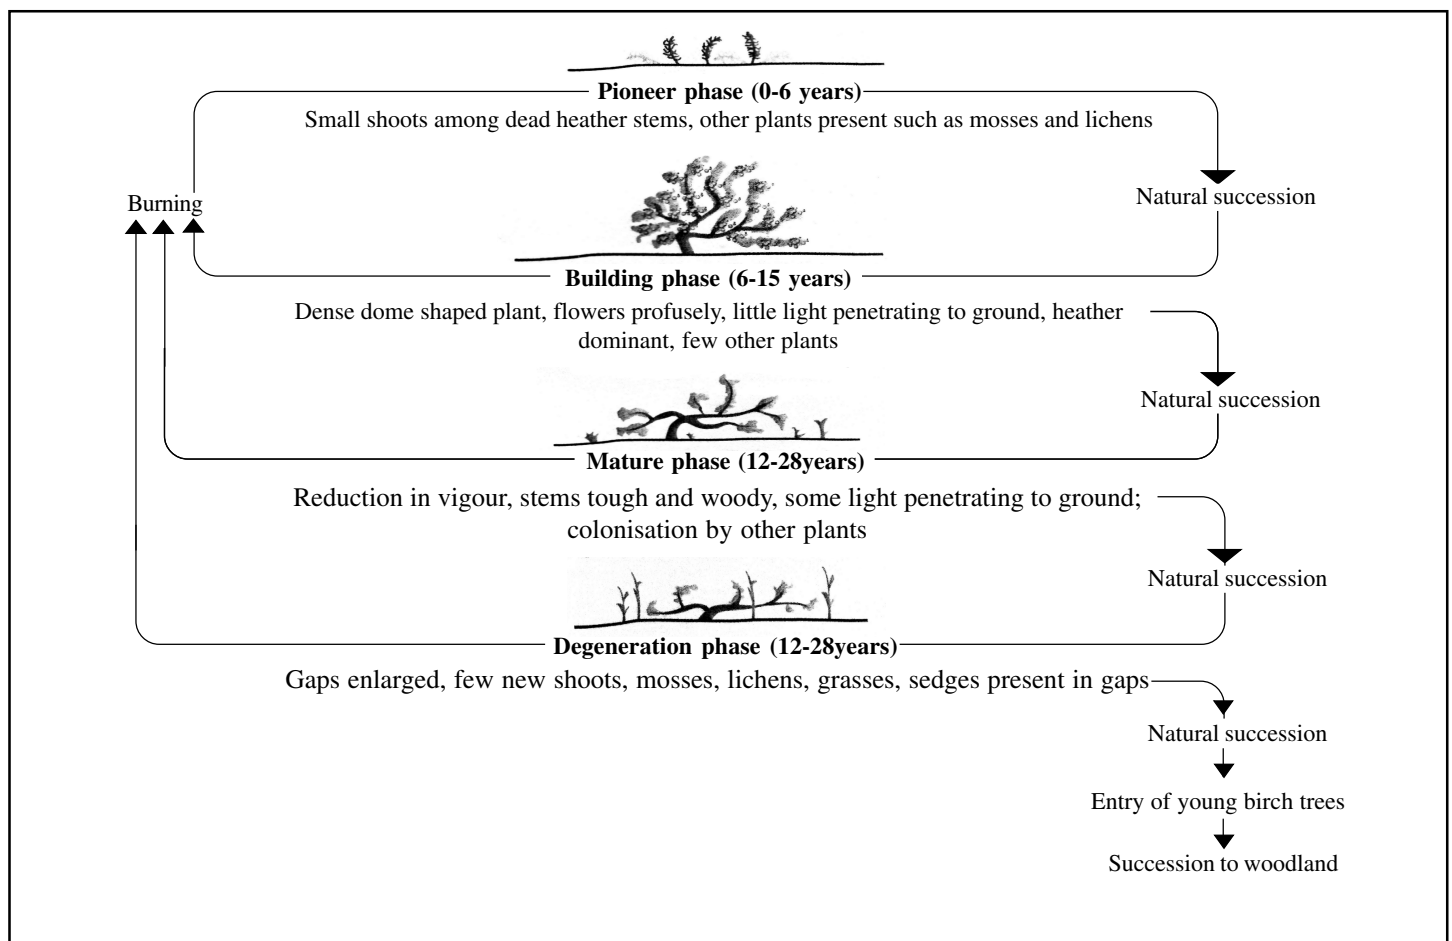 Pioneer phase (0-6 years)
Small shoots among dead heather stems, other plants present such as mosses and lichens
Burning
Natural succession
Building phase (6-15 years)
Dense dome shaped plant, flowers profusely, little light penetrating to ground, heather
dominant, few other plants
Natural succession
Mature phase (12-28years)
Reduction in vigour, stems tough and woody, some light penetrating to ground;
colonisation by other plants
Natural succession
Degeneration phase (12-28years)
Gaps enlarged, few new shoots, mosses, lichens, grasses, sedges present in gaps
Natural succession
Entry of young birch trees
Succession to woodland